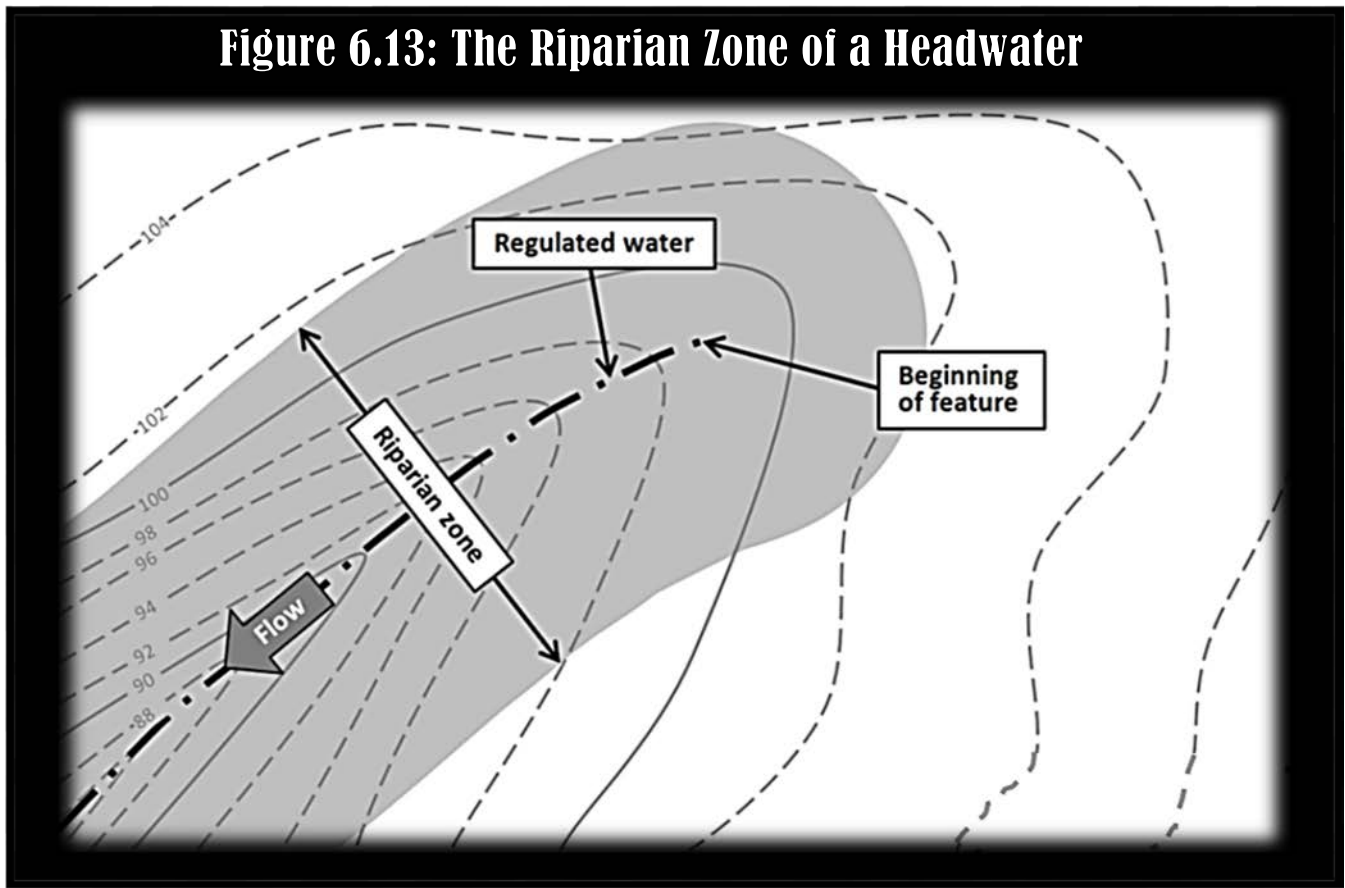 Figure 6.13: The Riparian Zone of a Headwater
104
Regulated water
Beginning
of feature
102
Riparian zone
100
98
96
94
Flow
92
90
88